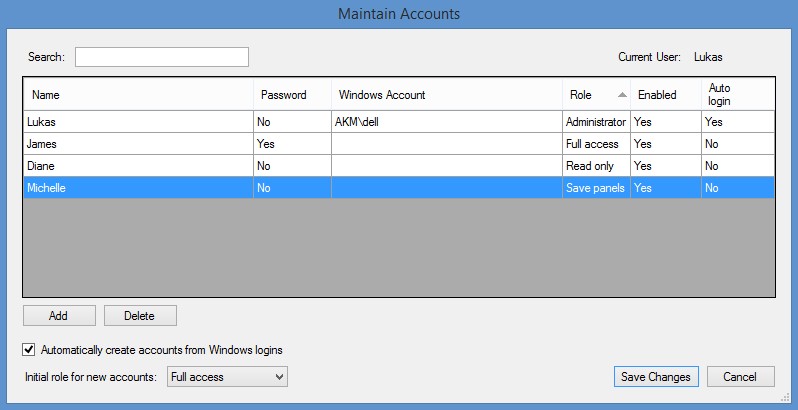 Maintain Accounts
Search:
Current User: Lukas
Name Password Windows Account Role Enabled Auto login
Lukas No AKM\dell Administrator Yes Yes
James Yes Full access Yes No
Diane No Read only Yes No
Michelle No Save panels Yes No
Add Delete
Automatically create accounts from Windows logins
Initial role for new accounts: Full access Save Changes Cancel